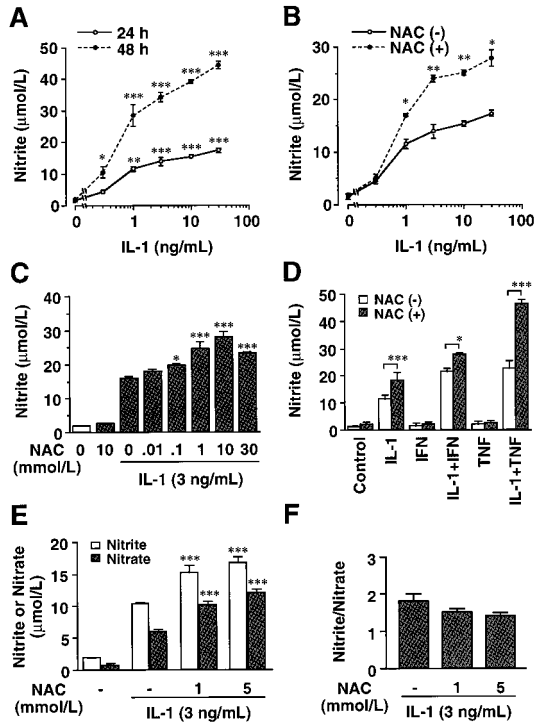 A
24 h
48 h
Nitrite (μmol/L)
50
40
30
20
10
0
0
1
10
100
IL-1 (ng/mL)
*
***
***
***
***
**
***
***
***
B
NAC (-)
NAC (+)
Nitrite (μmol/L)
30
20
10
0
0
1
10
100
IL-1 (ng/mL)
*
**
**
*
C
Nitrite (μmol/L)
50
40
30
20
10
0
*
***
***
***
NAC
(mmol/L)
0 10 0 .01 .1 1 10 30
IL-1 (3 ng/mL)
D
NAC (-)
NAC (+)
Nitrite (μmol/L)
50
40
30
20
10
0
***
*
***
Control
IL-1
IFN
IL-1+IFN
TNF
IL-1+TNF
E
Nitrite
Nitrate
Nitrite or Nitrate
(μmol/L)
20
15
10
5
0
***
***
***
***
NAC
(mmol/L)
- - 1 5
IL-1 (3 ng/mL)
F
Nitrite/Nitrate
3
2
1
0
NAC
(mmol/L)
- 1 5
IL-1 (3 ng/mL)